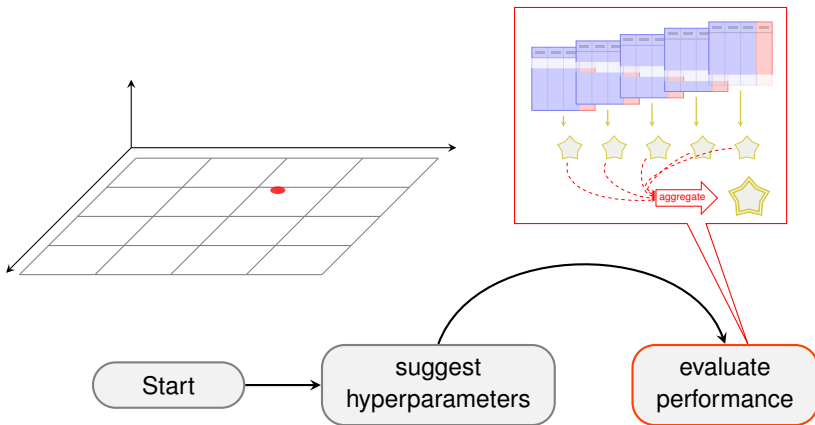 aggregate
Start
suggest
hyperparameters
evaluate
performance